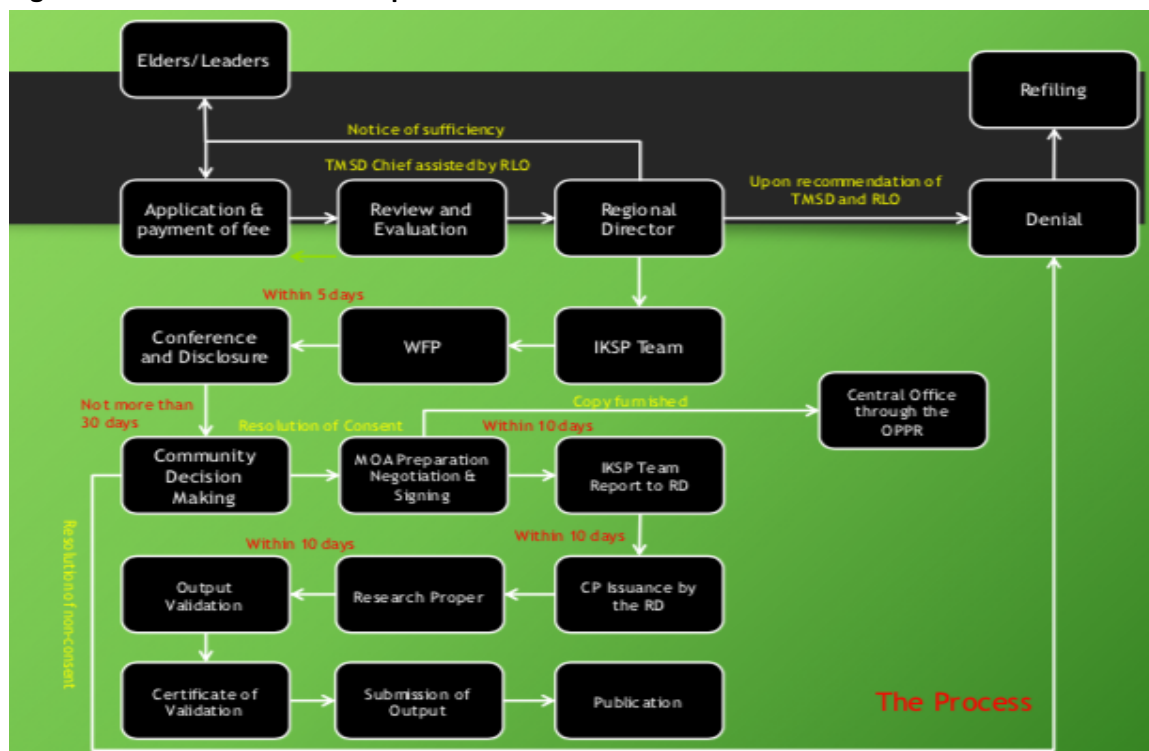 Elders/Leaders
Refiling
Notice of sufficiency
TMSD Chief assisted by RLO
Application &
payment of fee
Review and
Evaluation
Regional
Director
Upon recommendation of
TMSD and RLO
Denial
Within 5 days
Conference
and Disclosure
WFP
IKSP Team
Not more than
30 days
Resolution of Consent
Copy furnished
Within 10 days
Central Office
through the
OPPR
Community
Decision
Making
MOA Preparation
Negotiation &
Signing
IKSP Team
Report to RD
Resolution of non-consent
Within 10 days
Within 10 days
Output
Validation
Research Proper
CP Issuance by
the RD
Certificate of
Validation
Submission of
Output
Publication
The Process